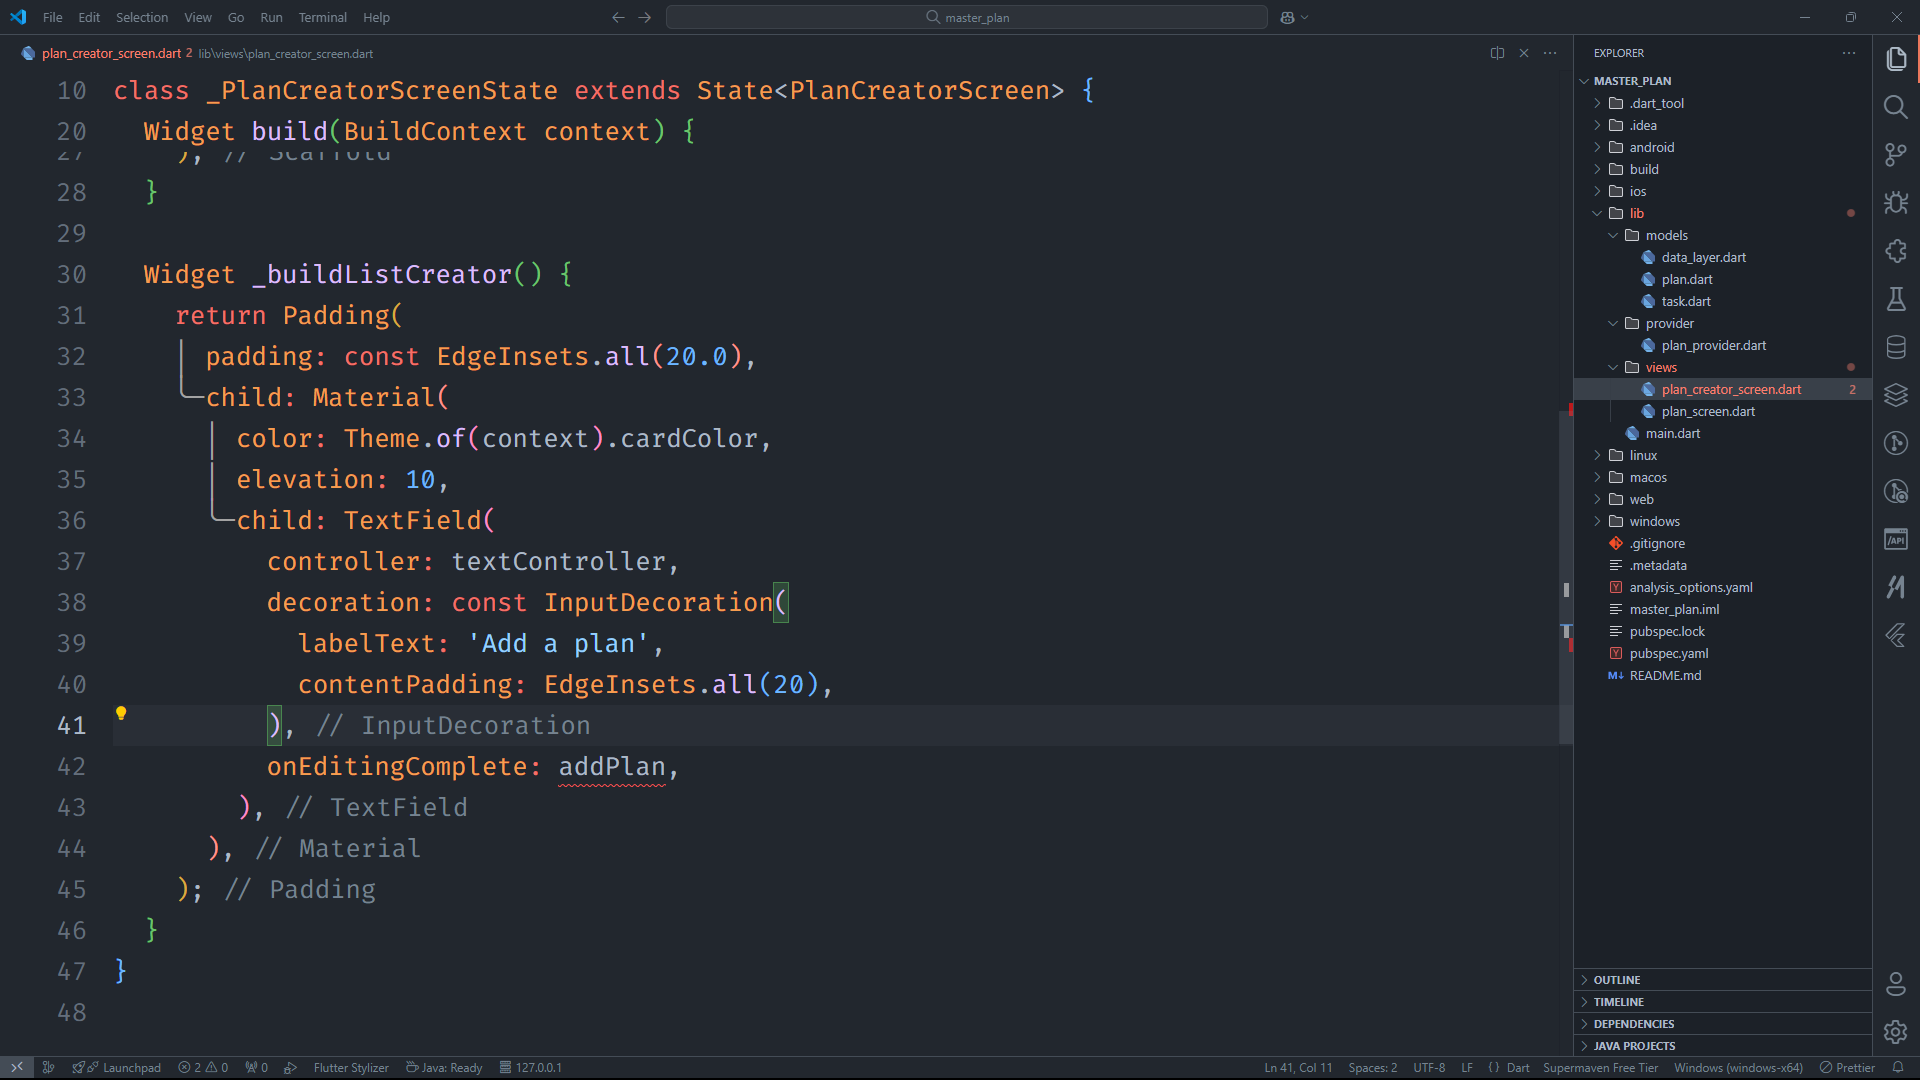 File Edit Selection View Go Run Terminal Help
master_plan
plan_creator_screen.dart 2 lib\views\plan_creator_screen.dart
10 class _PlanCreatorScreenState extends State<PlanCreatorScreen> {
20 Widget build(BuildContext context) {
27 ), // Scaffold
28 }
29
30 Widget _buildListCreator() {
31 return Padding(
32 padding: const EdgeInsets.all(20.0),
33 child: Material(
34 color: Theme.of(context).cardColor,
35 elevation: 10,
36 child: TextField(
37 controller: textController,
38 decoration: const InputDecoration(
39 labelText: 'Add a plan',
40 contentPadding: EdgeInsets.all(20),
41 ), // InputDecoration
42 onEditingComplete: addPlan,
43 ), // TextField
44 ), // Material
45 ); // Padding
46 }
47 }
48
EXPLORER
MASTER_PLAN
.dart_tool
.idea
android
build
ios
lib
models
data_layer.dart
plan.dart
task.dart
provider
plan_provider.dart
views
plan_creator_screen.dart 2
plan_screen.dart
main.dart
linux
macos
web
windows
.gitignore
.metadata
analysis_options.yaml
master_plan.iml
pubspec.lock
pubspec.yaml
README.md
OUTLINE
TIMELINE
DEPENDENCIES
JAVA PROJECTS
Launchpad 2 0 0 Flutter Stylizer Java: Ready 127.0.0.1
Ln 41, Col 11 Spaces: 2 UTF-8 LF {} Dart Supermaven Free Tier Windows (windows-x64) Prettier